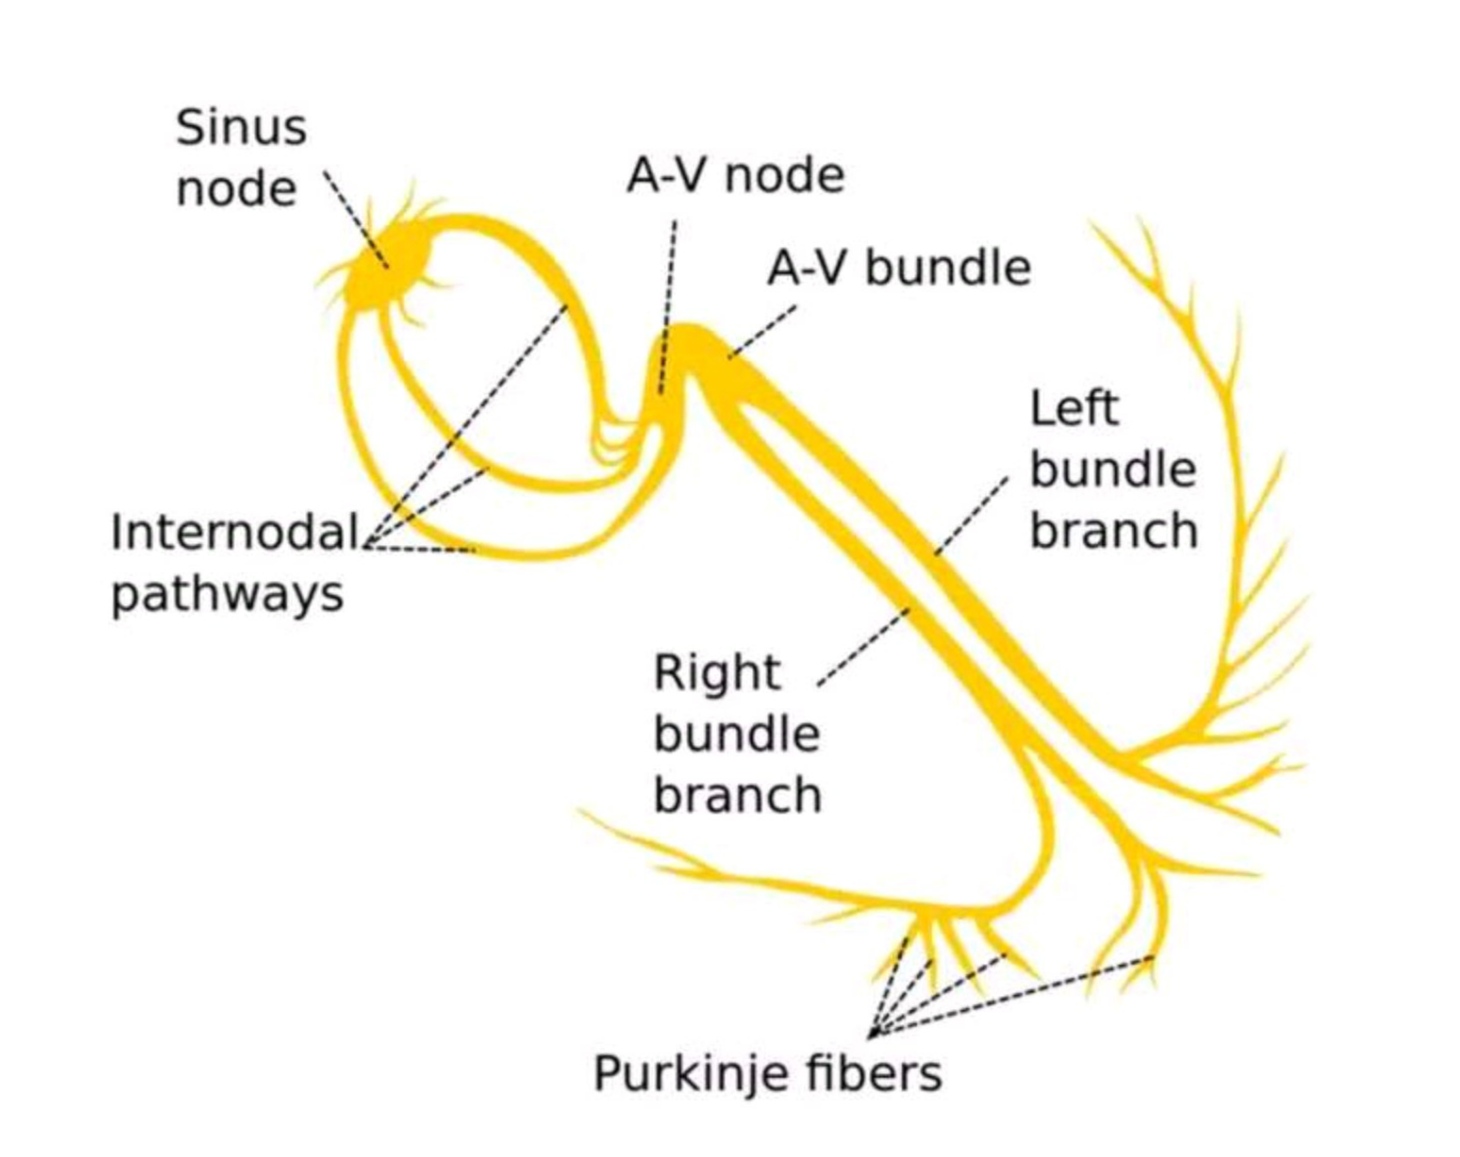 Sinus
node
A-V node
A-V bundle
Left
bundle
branch
Internodal
pathways
Right
bundle
branch
Purkinje fibers